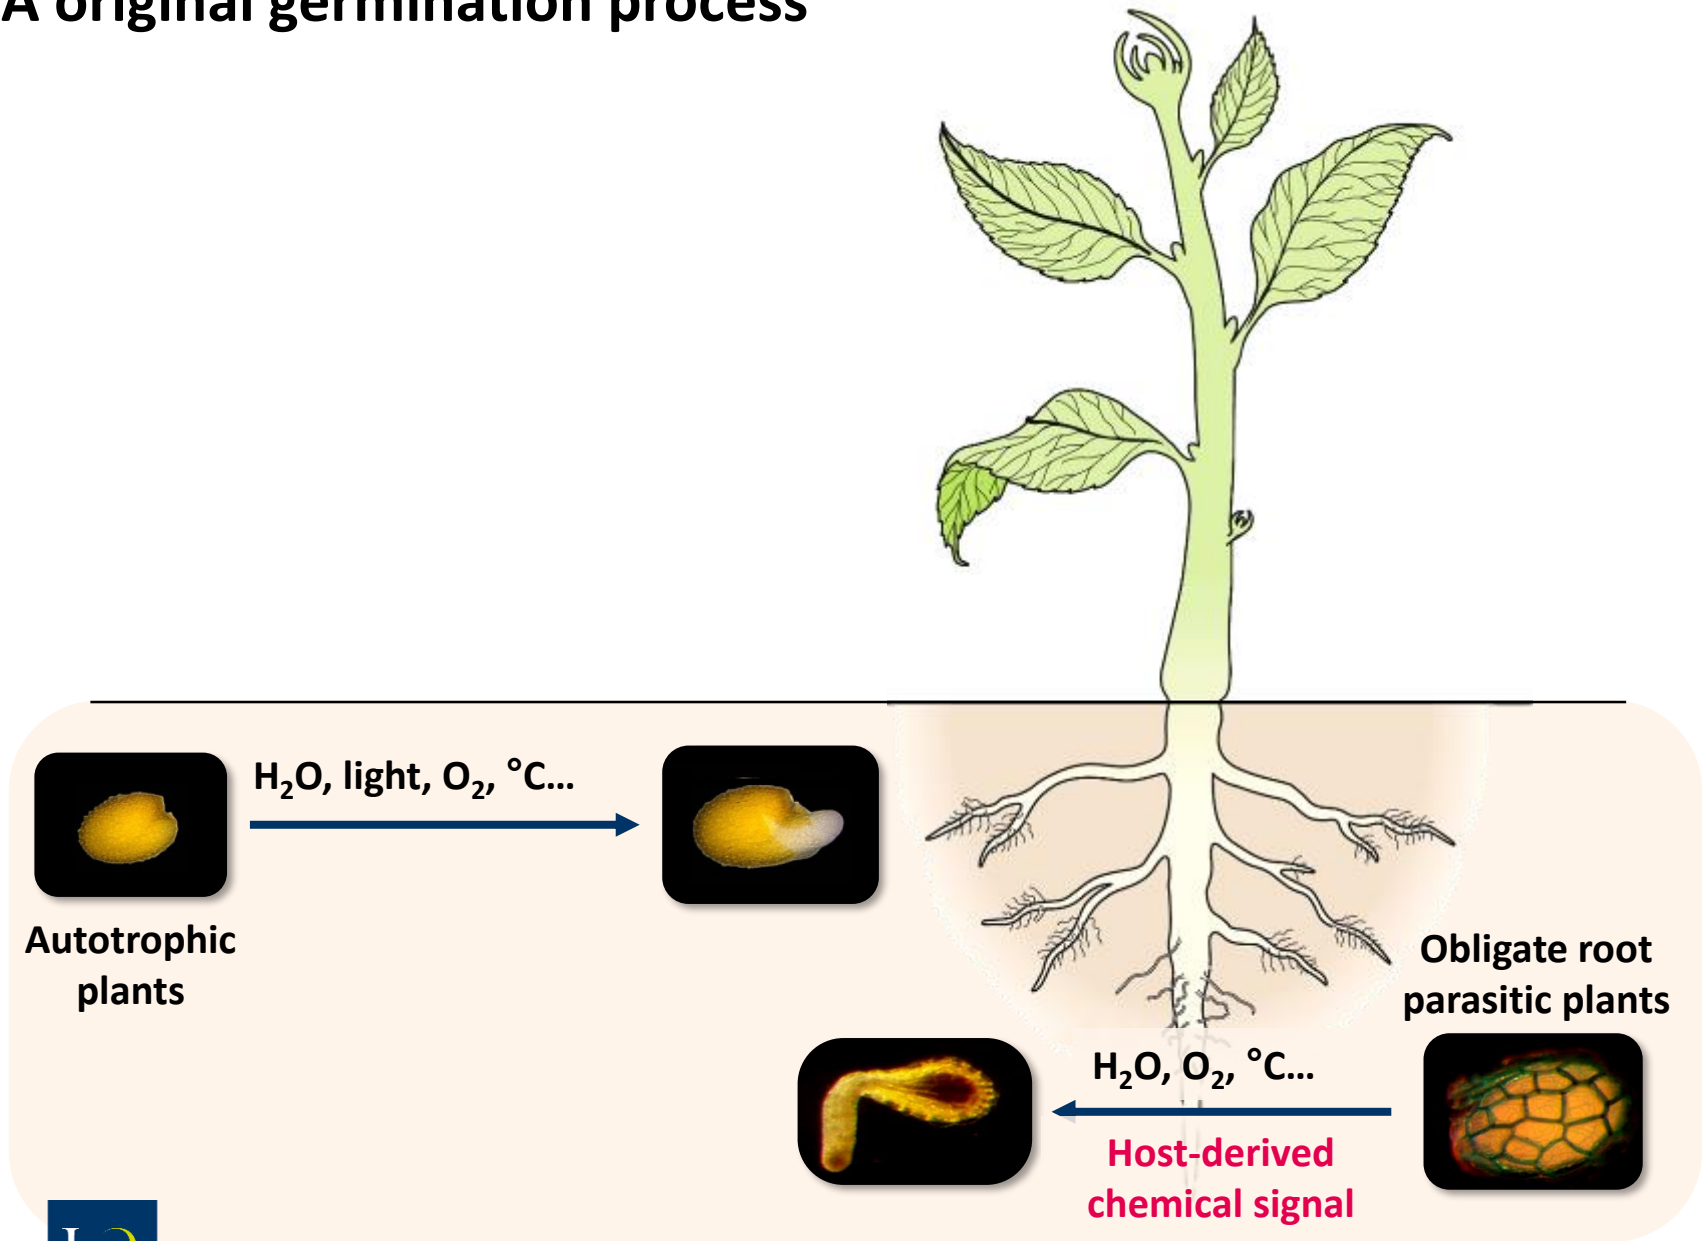 A original germination process
H₂O, light, O₂, °C...
Autotrophic
plants
Obligate root
parasitic plants
H₂O, O₂, °C...
Host-derived
chemical signal